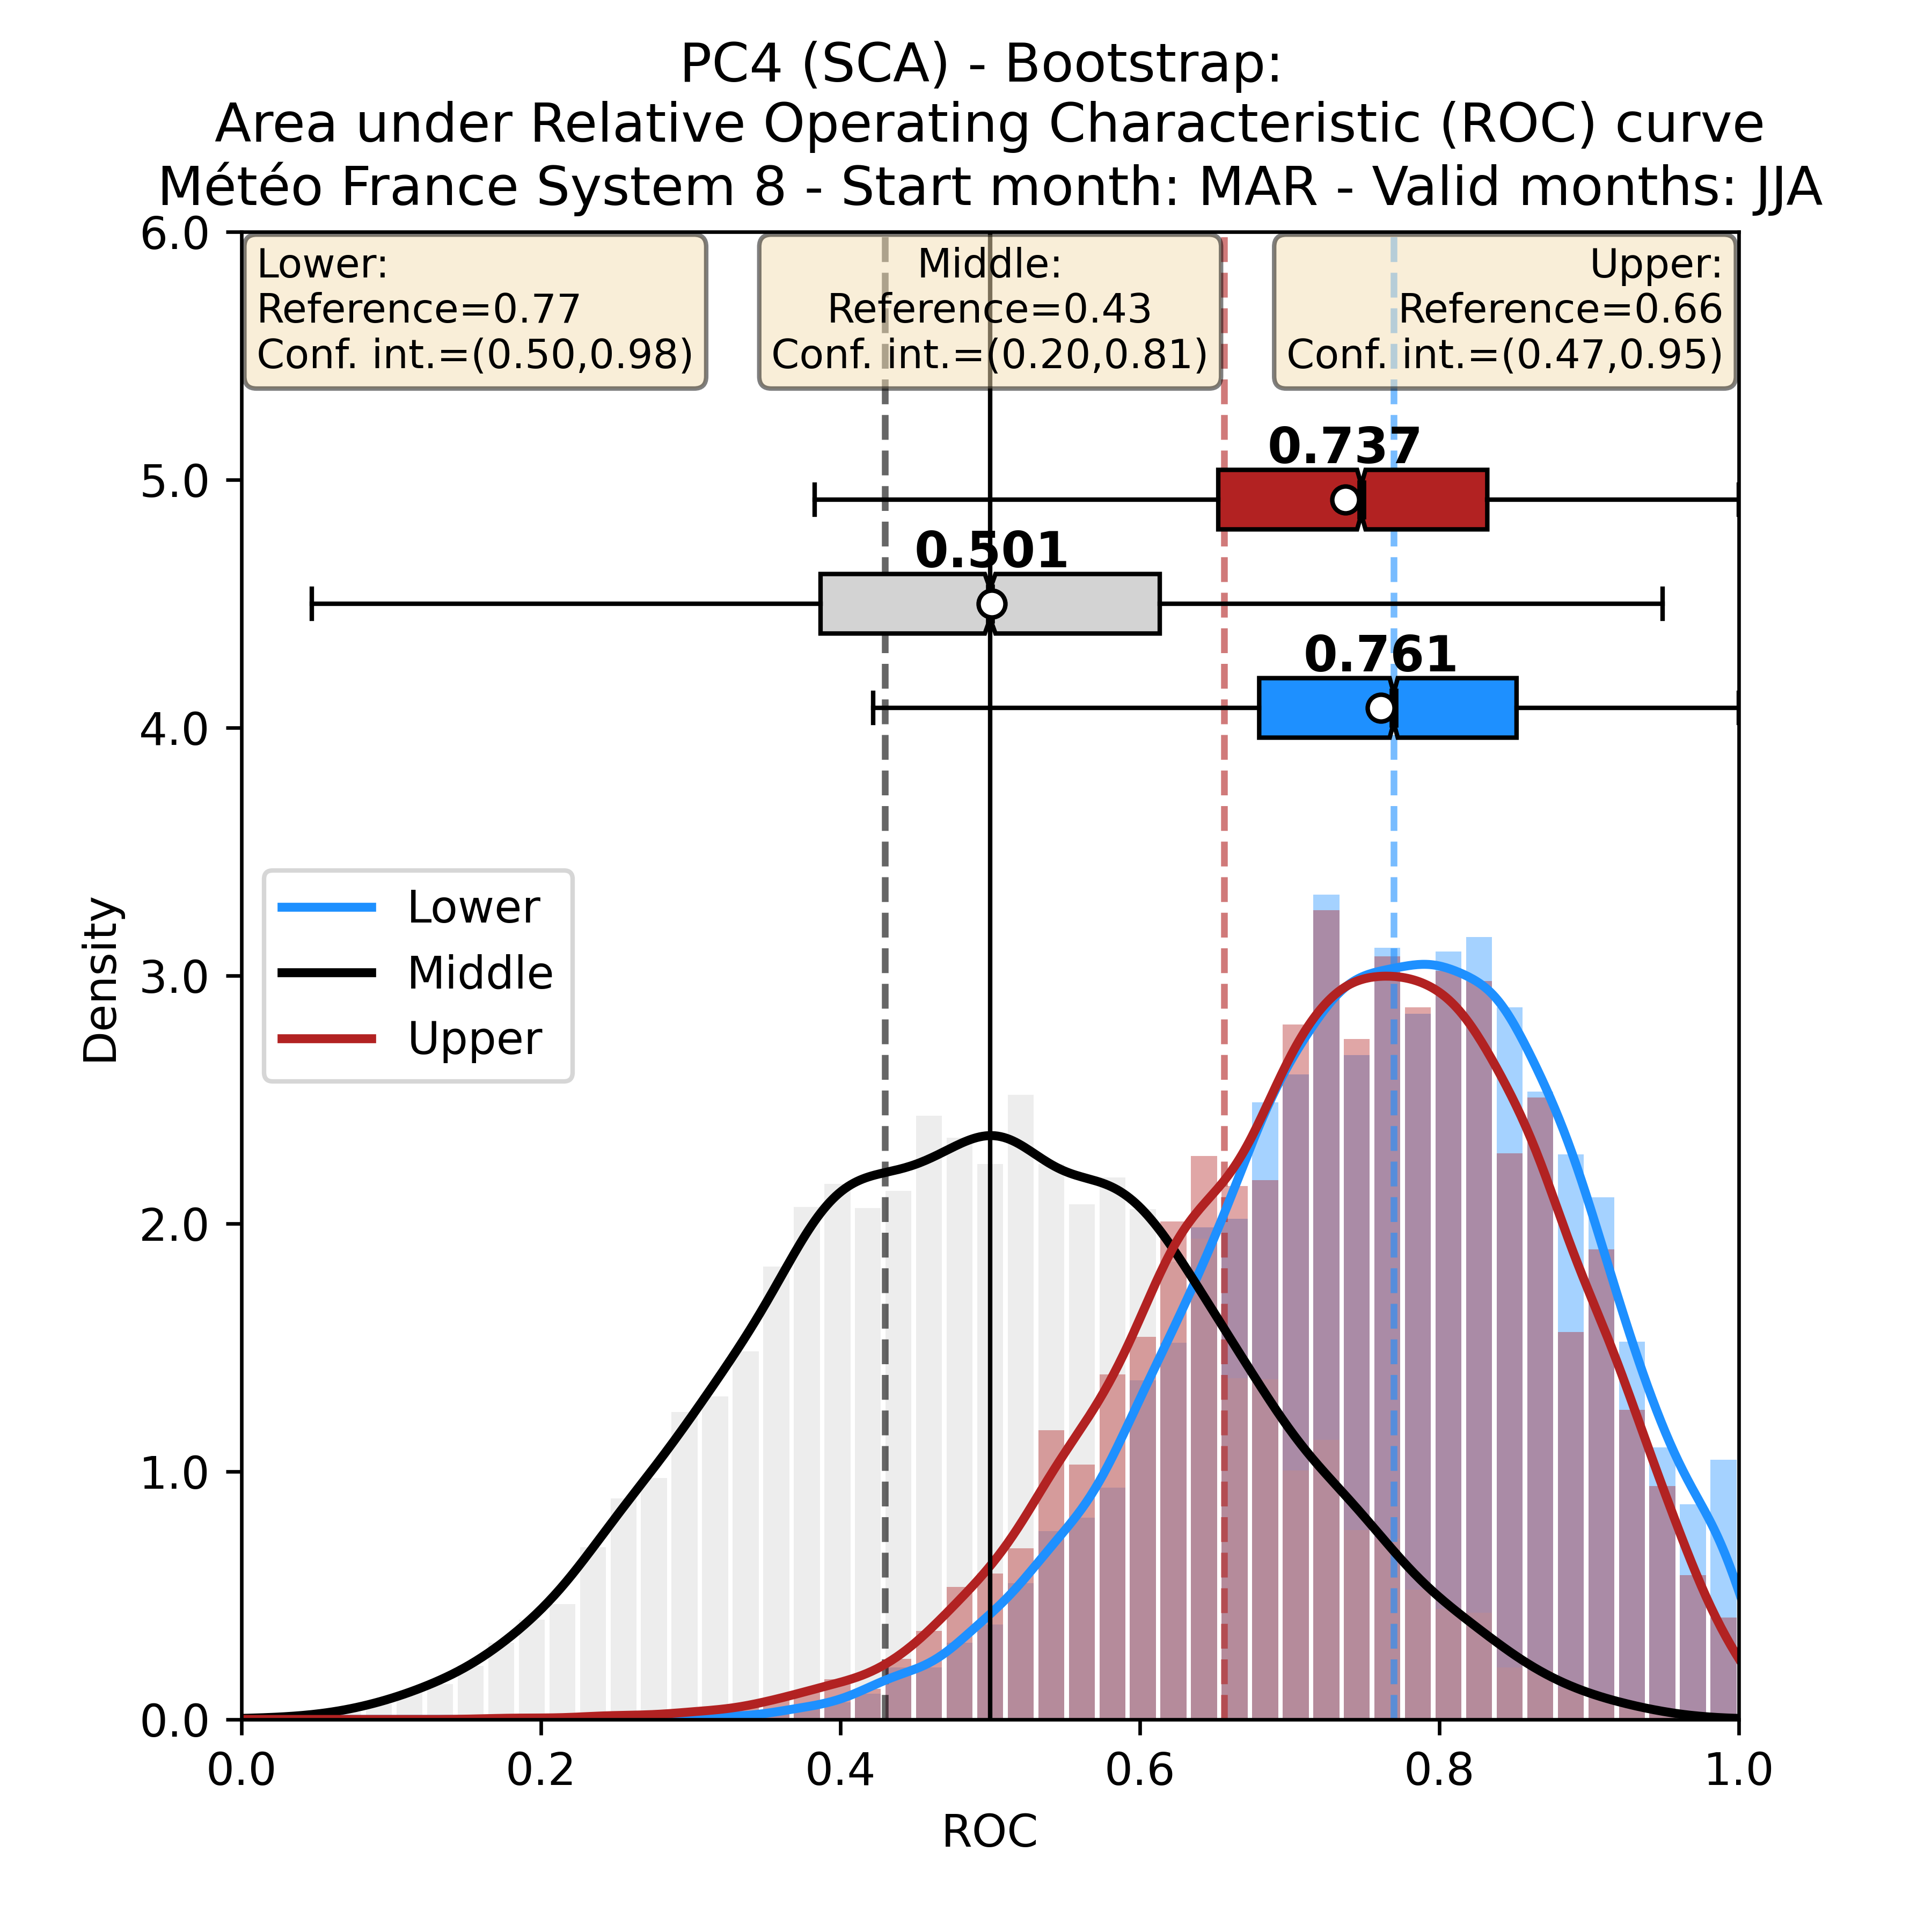 PC4 (SCA) - Bootstrap:
Area under Relative Operating Characteristic (ROC) curve
Météo France System 8 - Start month: MAR - Valid months: JJA
Lower:
Reference=0.77
Conf. int.=(0.50,0.98)
Middle:
Reference=0.43
Conf. int.=(0.20,0.81)
Upper:
Reference=0.66
Conf. int.=(0.47,0.95)
0.737
0.501
0.761
6.0
5.0
4.0
3.0
2.0
1.0
0.0
Density
Lower
Middle
Upper
0.0
0.2
0.4
0.6
0.8
1.0
ROC